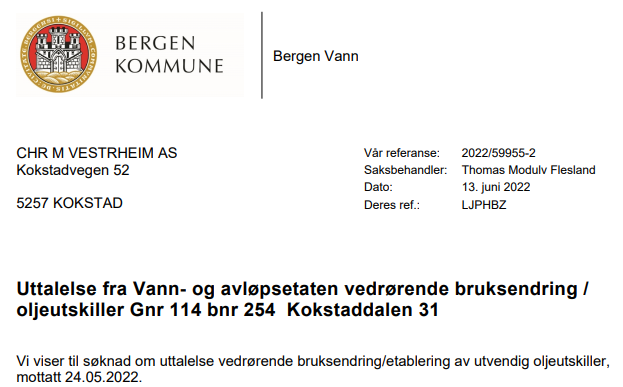 BERGEN
KOMMUNE
Bergen Vann
CHR M VESTRHEIM AS
Kokstadvegen 52
5257 KOKSTAD
Vår referanse: 2022/59955-2
Saksbehandler: Thomas Modulv Flesland
Dato: 13. juni 2022
Deres ref.: LJPHBZ
Uttalelse fra Vann- og avløpsetaten vedrørende bruksendring /
oljeutskiller Gnr 114 bnr 254  Kokstaddalen 31
Vi viser til søknad om uttalelse vedrørende bruksendring/etablering av utvendig oljeutskiller,
mottatt 24.05.2022.